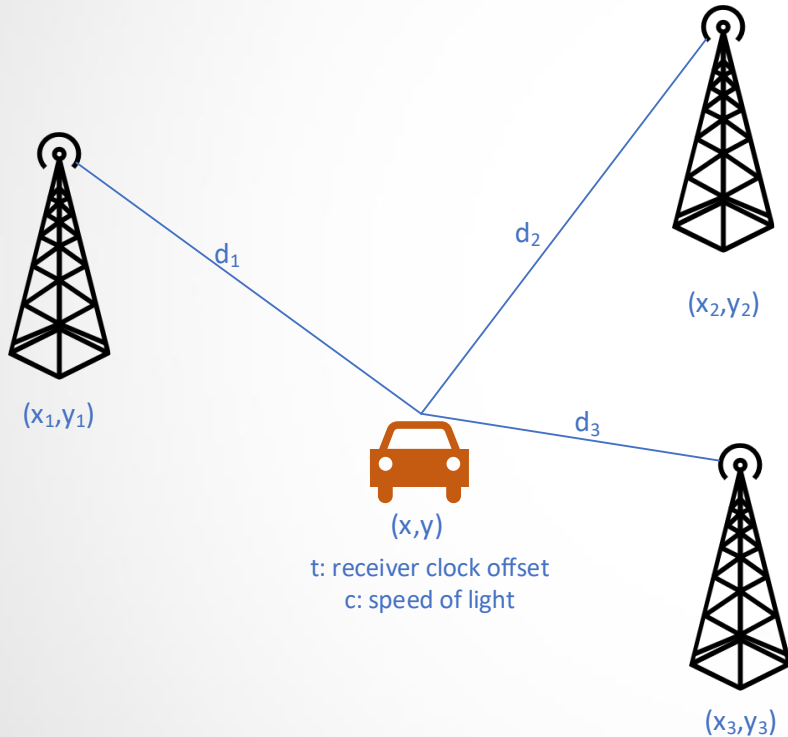 d₁
d₂
(x₂,y₂)
(x₁,y₁)
d₃
(x,y)
t: receiver clock offset
c: speed of light
(x₃,y₃)